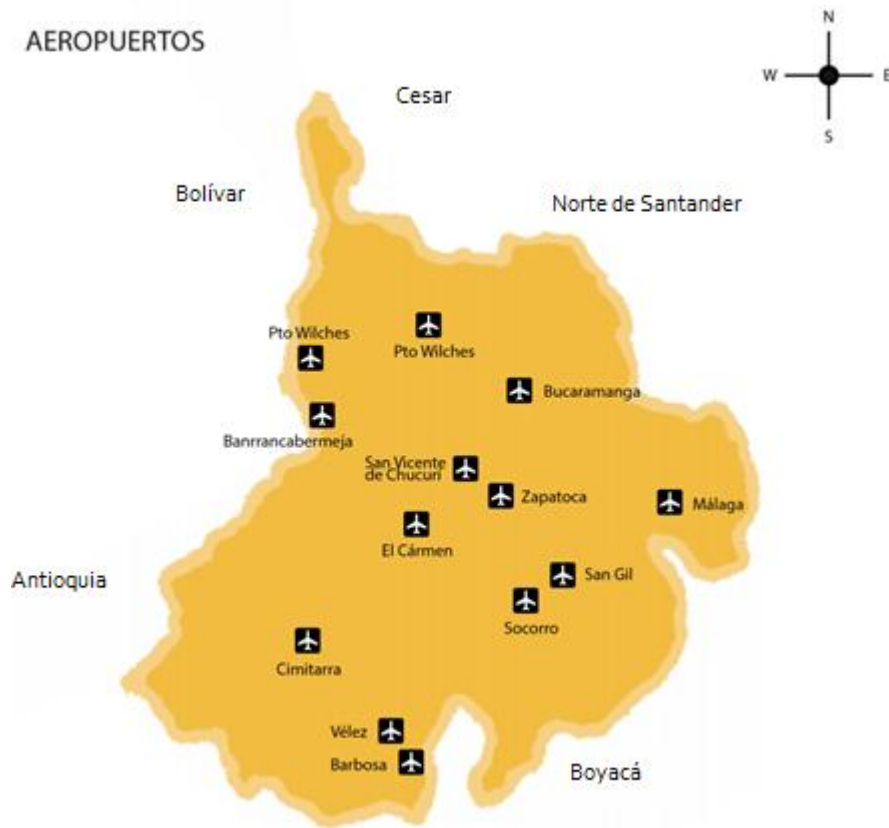 AEROPUERTOS
N
W
E
S
Cesar
Bolívar
Norte de Santander
Pto Wilches
Pto Wilches
Bucaramanga
Banrrancabermeja
San Vicente
de Chucurí
Zapatoca
Málaga
El Cármen
Antioquia
San Gil
Socorro
Cimitarra
Vélez
Barbosa
Boyacá